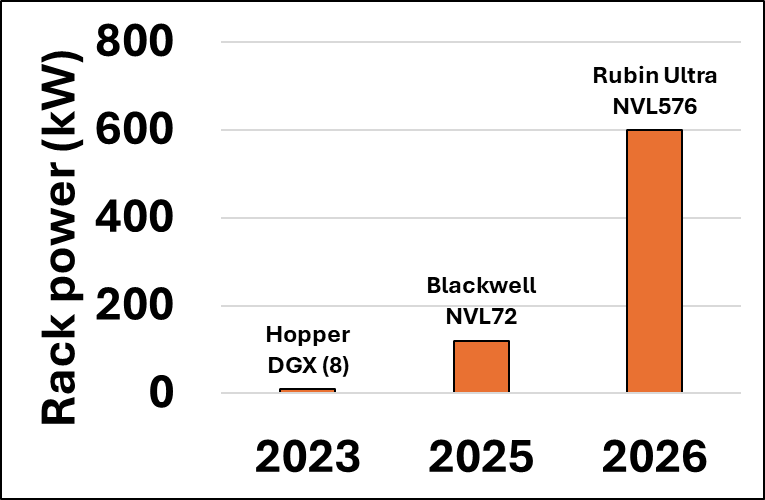 Rack power (kW)
800
600
400
200
0
Hopper
DGX (8)
Blackwell
NVL72
Rubin Ultra
NVL576
2023
2025
2026